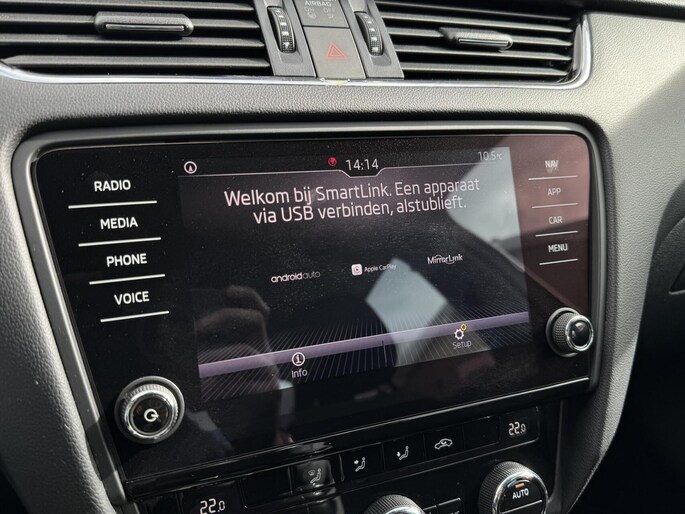 AIRBAG
14:14
10.5°C
RADIO
MEDIA
PHONE
VOICE
Welkom bij SmartLink. Een apparaat
via USB verbinden, alstublieft.
androidauto
Apple CarPlay
MirrorLink
Info
Setup
NAV
APP
CAR
MENU
22.0
22.0
AUTO